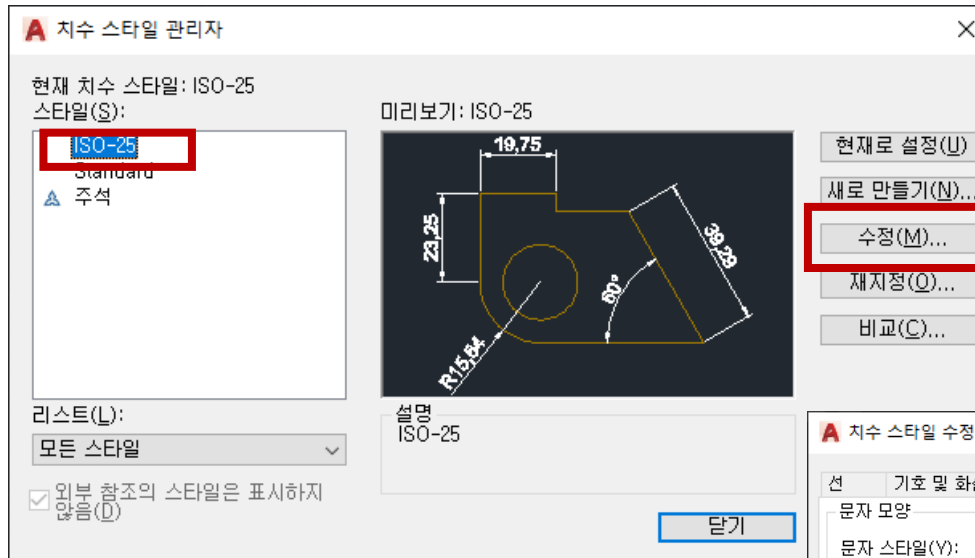 치수 스타일 관리자
현재 치수 스타일: ISO-25
스타일(S):
ISO-25
Standard
주석
미리보기: ISO-25
19,75
23,25
39,29
60°
R15,64
현재로 설정(U)
새로 만들기(N)...
수정(M)...
재지정(O)...
비교(C)...
리스트(L):
모든 스타일
외부 참조의 스타일은 표시하지
않음(D)
설명
ISO-25
닫기
치수 스타일 수정
선 기호 및 화
문자 모양
문자 스타일(Y):